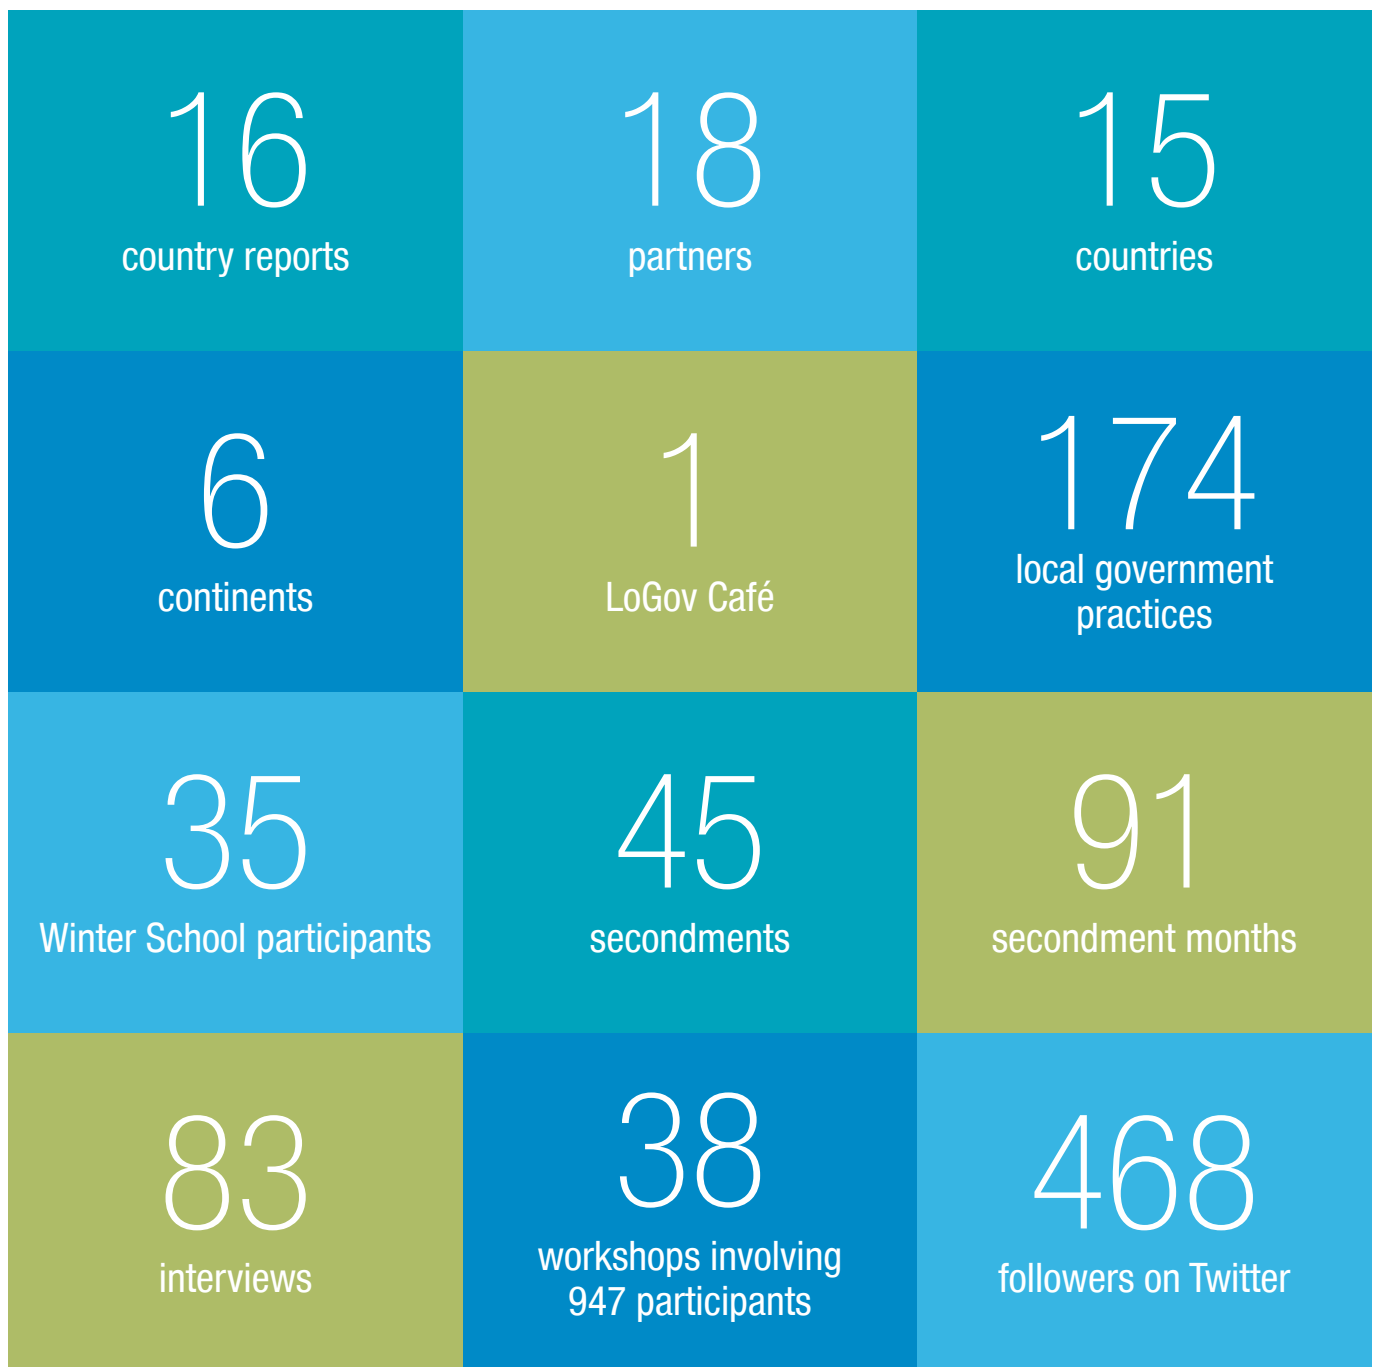 16
country reports
18
partners
15
countries
6
continents
1
LoGov Café
174
local government
practices
35
Winter School participants
45
secondments
91
secondment months
83
interviews
38
workshops involving
947 participants
468
followers on Twitter